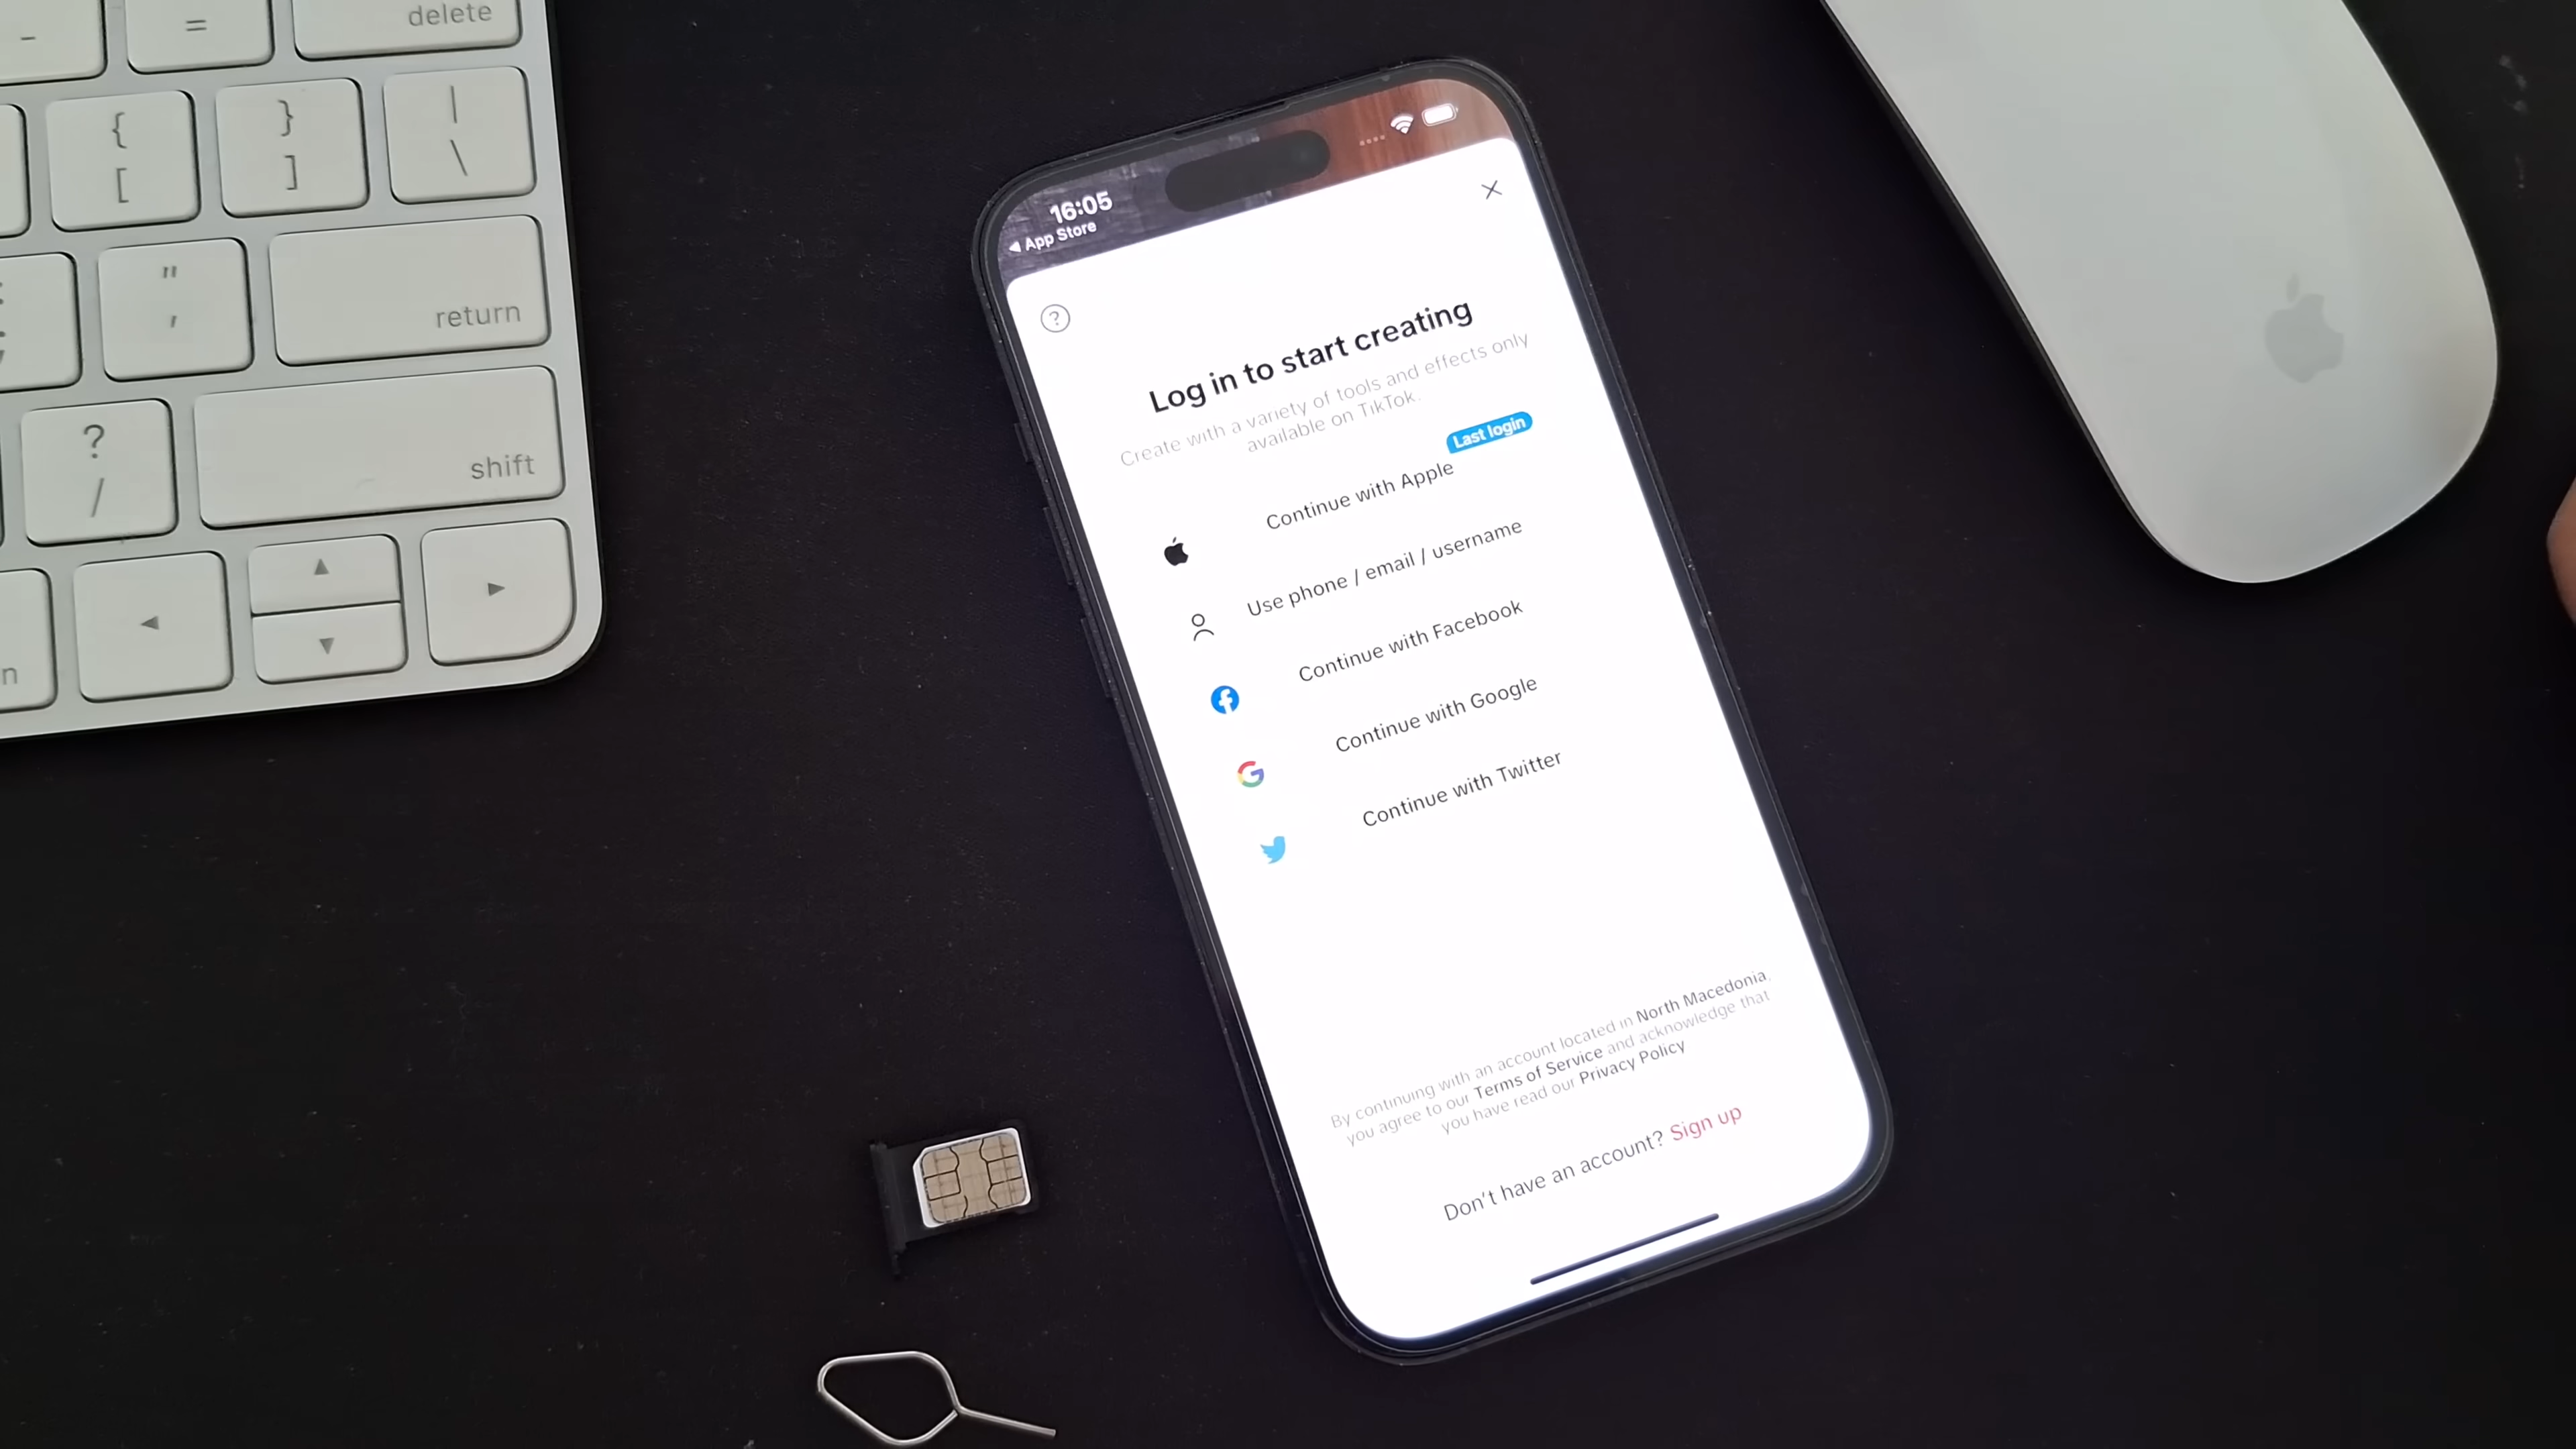 - = delete
{ } |
[ ] \
" return
'
? shift
/
n
16:05
App Store
?
Log in to start creating
Create with a variety of tools and effects only
available on TikTok.
Last login
Continue with Apple
Use phone / email / username
Continue with Facebook
Continue with Google
Continue with Twitter
By continuing with an account located in North Macedonia,
you agree to our Terms of Service and acknowledge that
you have read our Privacy Policy
Don't have an account? Sign up